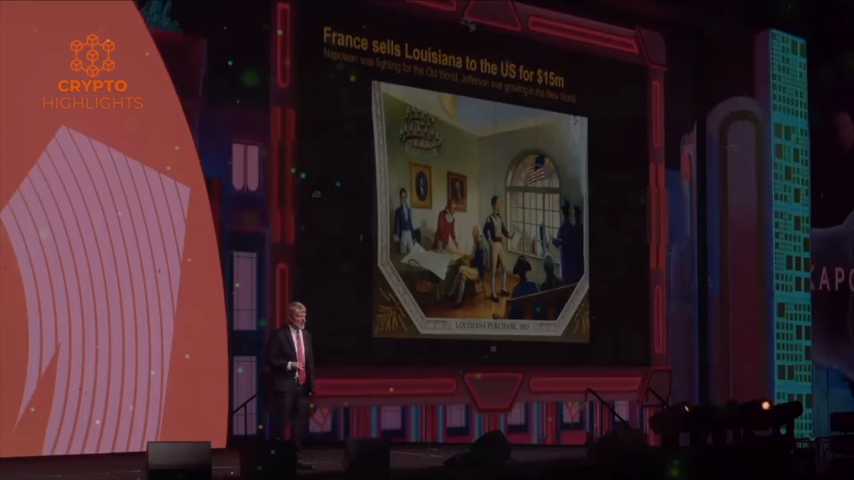 CRYPTO
HIGHLIGHTS
France sells Louisiana to the US for $15m
Napoleon was fighting for the Old World. Jefferson was growing in the New World
LOUISIANA PURCHASE, 1803